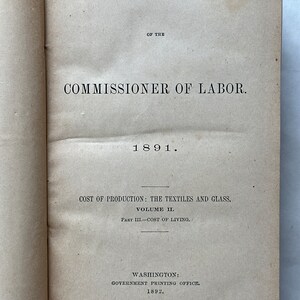 OF THE
COMMISSIONER OF LABOR.
1891.
COST OF PRODUCTION: THE TEXTILES AND GLASS.
VOLUME II.
PART III.—COST OF LIVING.
WASHINGTON:
GOVERNMENT PRINTING OFFICE.
1892.